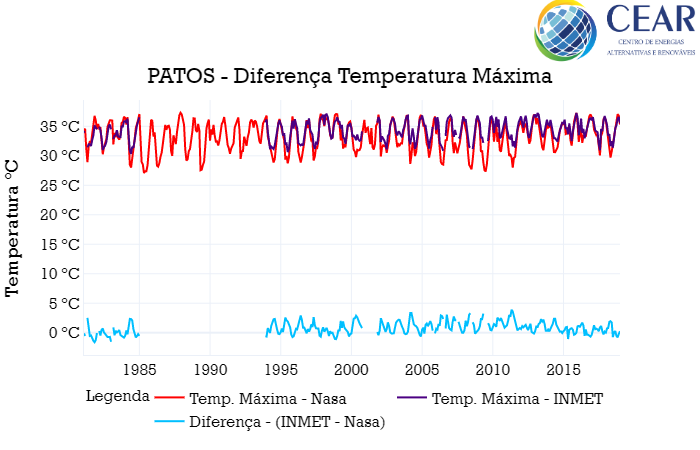 CEAR
CENTRO DE ENERGIAS
ALTERNATIVAS E RENOVÁVEIS
PATOS - Diferença Temperatura Máxima
Temperatura °C
35 °C
30 °C
25 °C
20 °C
15 °C
10 °C
5 °C
0 °C
1985 1990 1995 2000 2005 2010 2015
Legenda Temp. Máxima - Nasa Temp. Máxima - INMET
Diferença - (INMET - Nasa)